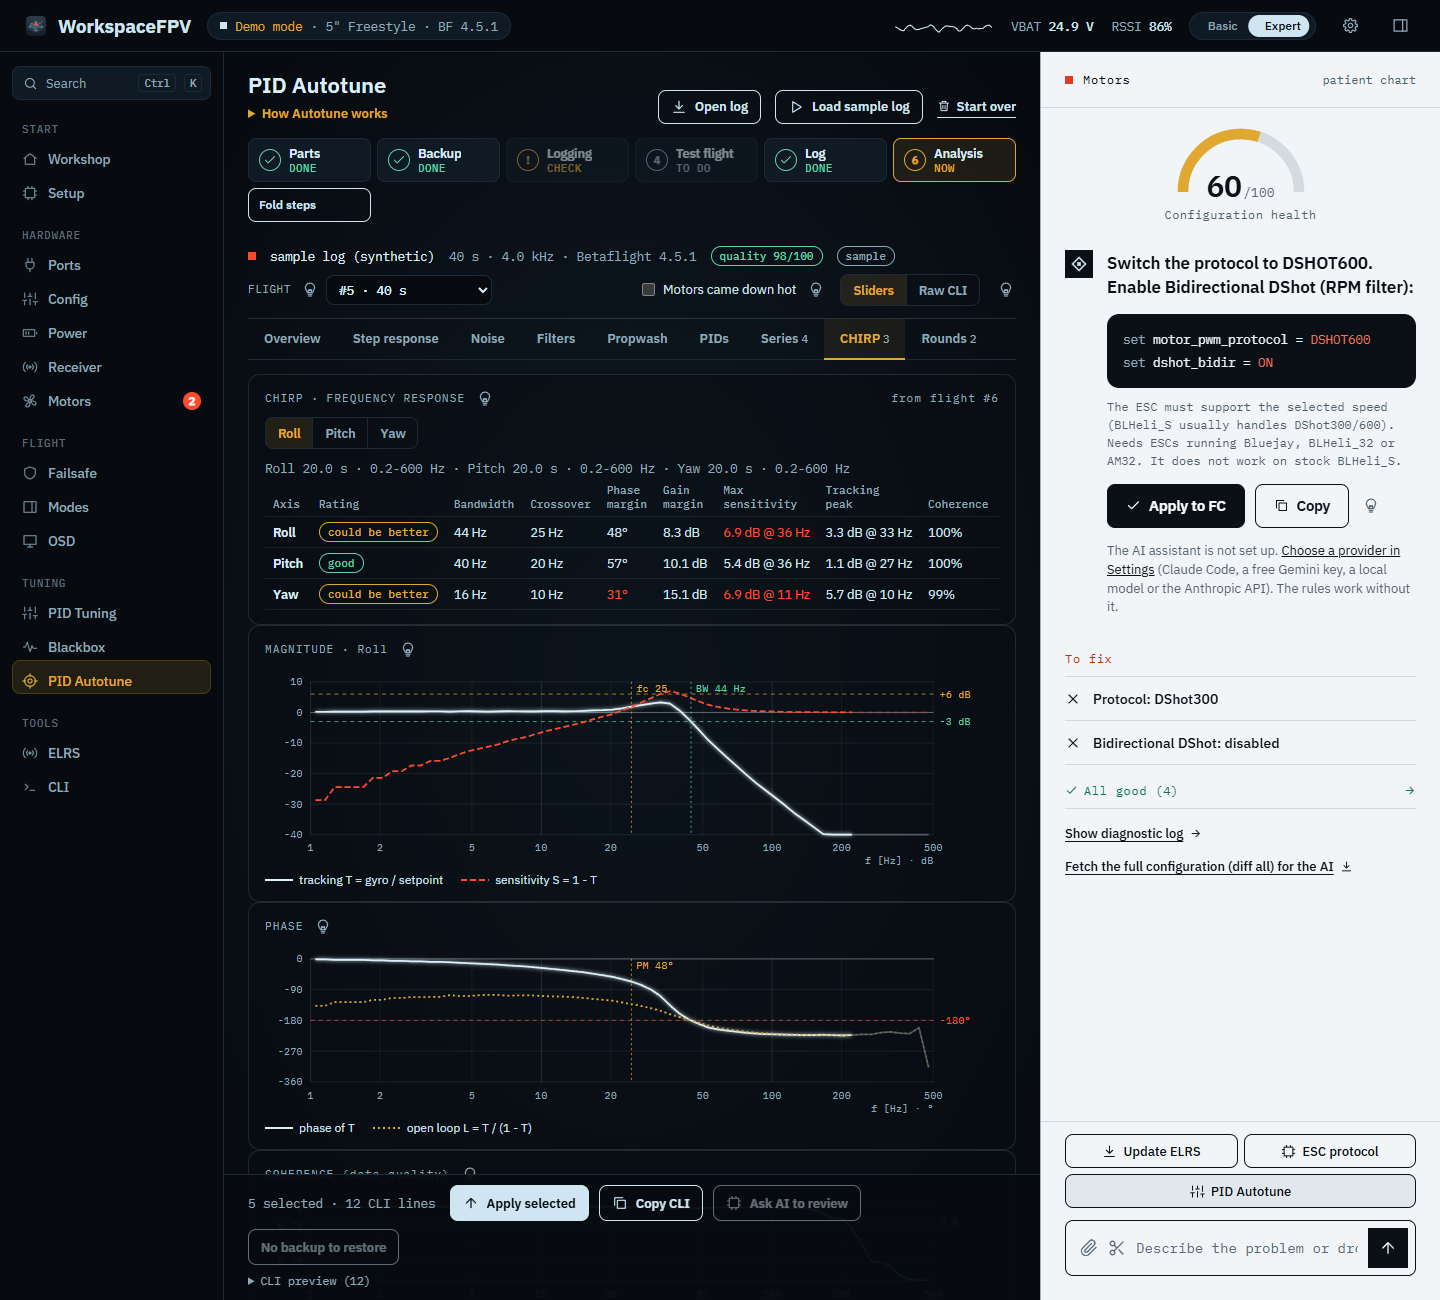 WorkspaceFPV
Demo mode · 5" Freestyle · BF 4.5.1
VBAT 24.9 V
RSSI 86%
Basic
Expert
Search
Ctrl
K
START
Workshop
Setup
HARDWARE
Ports
Config
Power
Receiver
Motors
2
FLIGHT
Failsafe
Modes
OSD
TUNING
PID Tuning
Blackbox
PID Autotune
TOOLS
ELRS
CLI
PID Autotune
How Autotune works
Open log
Load sample log
Start over
Parts
DONE
Backup
DONE
!
Logging
CHECK
4
Test flight
TO DO
Log
DONE
6
Analysis
NOW
Fold steps
sample log (synthetic)
40 s · 4.0 kHz · Betaflight 4.5.1
quality 98/100
sample
FLIGHT
#5 · 40 s
Motors came down hot
Sliders
Raw CLI
Overview
Step response
Noise
Filters
Propwash
PIDs
Series 4
CHIRP 3
Rounds 2
CHIRP · FREQUENCY RESPONSE
from flight #6
Roll
Pitch
Yaw
Roll 20.0 s · 0.2-600 Hz · Pitch 20.0 s · 0.2-600 Hz · Yaw 20.0 s · 0.2-600 Hz
Axis Rating Bandwidth Crossover Phase margin Gain margin Max sensitivity Tracking peak Coherence
Roll could be better 44 Hz 25 Hz 48° 8.3 dB 6.9 dB @ 36 Hz 3.3 dB @ 33 Hz 100%
Pitch good 40 Hz 20 Hz 57° 10.1 dB 5.4 dB @ 36 Hz 1.1 dB @ 27 Hz 100%
Yaw could be better 16 Hz 10 Hz 31° 15.1 dB 6.9 dB @ 11 Hz 5.7 dB @ 10 Hz 99%
MAGNITUDE · Roll
10
0
-10
-20
-30
-40
fc 25
BW 44 Hz
+6 dB
-3 dB
1 2 5 10 20 50 100 200 500
f [Hz] · dB
tracking T = gyro / setpoint
sensitivity S = 1 - T
PHASE
0
-90
-180
-270
-360
PM 48°
-180°
1 2 5 10 20 50 100 200 500
f [Hz] · °
phase of T
open loop L = T / (1 - T)
COHERENCE (data quality)
5 selected · 12 CLI lines
Apply selected
Copy CLI
Ask AI to review
No backup to restore
CLI preview (12)
Motors
patient chart
60/100
Configuration health
Switch the protocol to DSHOT600.
Enable Bidirectional DShot (RPM filter):
set motor_pwm_protocol = DSHOT600
set dshot_bidir = ON
The ESC must support the selected speed
(BLHeli_S usually handles DShot300/600).
Needs ESCs running Bluejay, BLHeli_32 or
AM32. It does not work on stock BLHeli_S.
Apply to FC
Copy
The AI assistant is not set up. Choose a provider in
Settings (Claude Code, a free Gemini key, a local
model or the Anthropic API). The rules work without
it.
To fix
Protocol: DShot300
Bidirectional DShot: disabled
All good (4)
Show diagnostic log
Fetch the full configuration (diff all) for the AI
Update ELRS
ESC protocol
PID Autotune
Describe the problem or dro